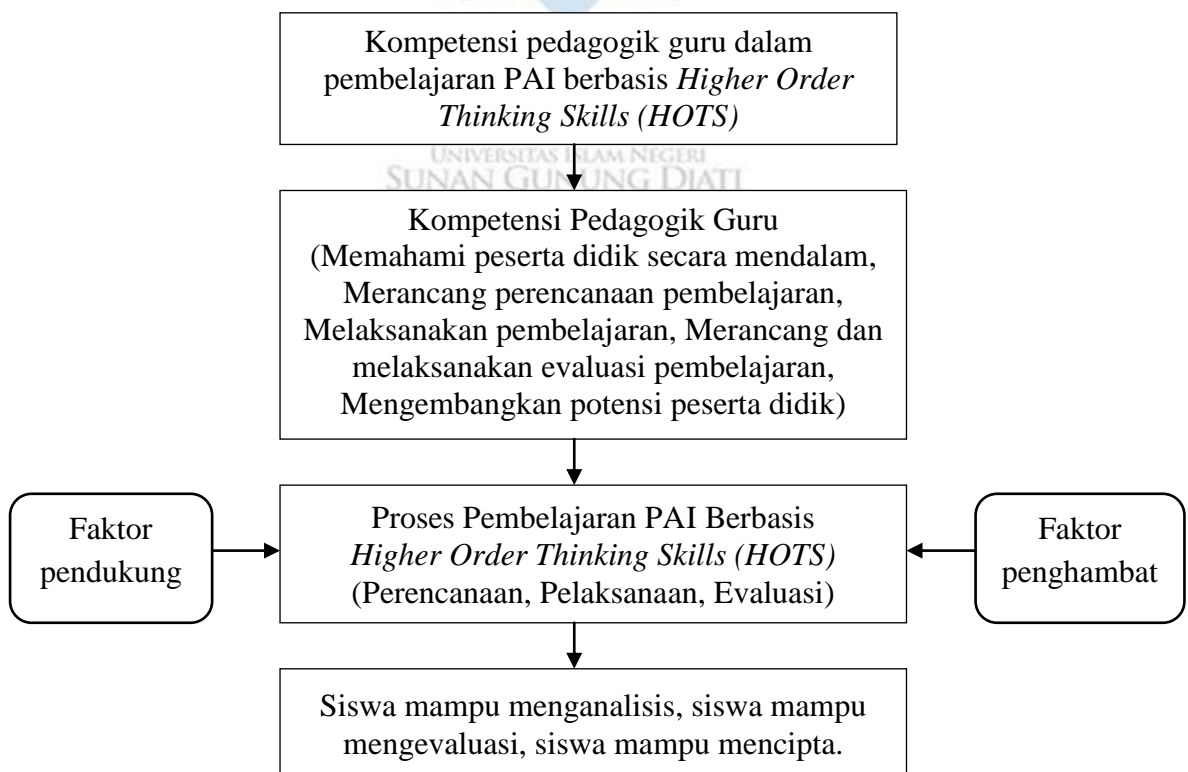 Kompetensi pedagogik guru dalam
pembelajaran PAI berbasis Higher Order
Thinking Skills (HOTS)
UNIVERSITAS ISLAM NEGERI
SUNAN GUNUNG DJATI
Kompetensi Pedagogik Guru
(Memahami peserta didik secara mendalam,
Merancang perencanaan pembelajaran,
Melaksanakan pembelajaran, Merancang dan
melaksanakan evaluasi pembelajaran,
Mengembangkan potensi peserta didik)
Faktor
pendukung
Proses Pembelajaran PAI Berbasis
Higher Order Thinking Skills (HOTS)
(Perencanaan, Pelaksanaan, Evaluasi)
Faktor
penghambat
Siswa mampu menganalisis, siswa mampu
mengevaluasi, siswa mampu mencipta.